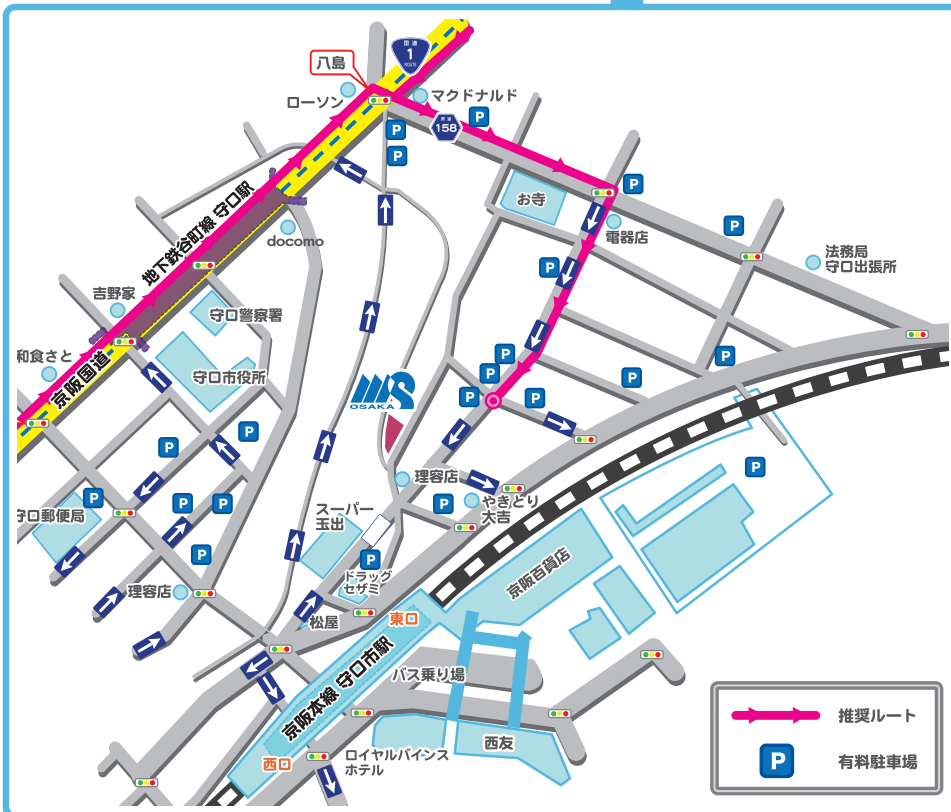 国道
1
ROUTE
八島
ローソン
マクドナルド
府道
158
P
P
P
お寺
P
電器店
P
法務局
守口出張所
地下鉄谷町線 守口駅
docomo
P
吉野家
守口警察署
和食さと
京阪国道
守口市役所
P
P
P
P
P
P
MS
OSAKA
P
P
理容店
P
やきとり
大吉
P
P
P
P
守口郵便局
スーパー
玉出
P
P
ドラッグ
セザミ
理容店
松屋
東口
京阪百貨店
京阪本線 守口市駅
バス乗り場
西口
ロイヤルパインス
ホテル
西友
推奨ルート
P
有料駐車場